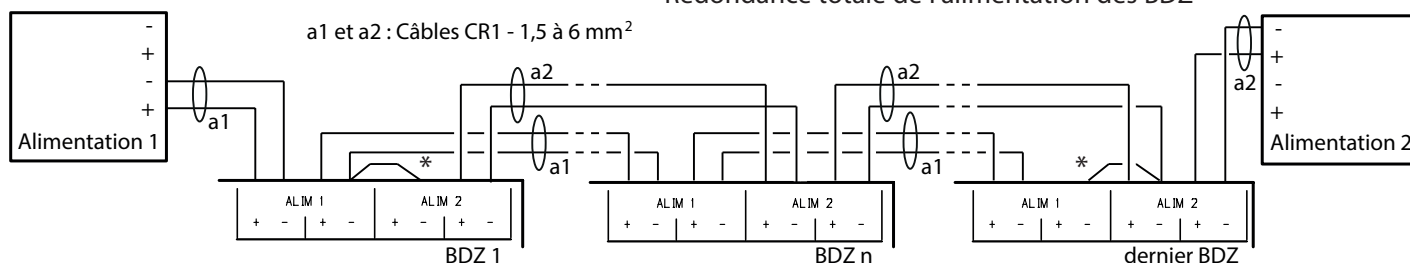 Redondance totale de l'alimentation des BDZ
a1 et a2 : Câbles CR1 - 1,5 à 6 mm²
-
+
-
+
Alimentation 1
a1
a2
a1
*
a2
a1
*
a2
-
+
-
+
Alimentation 2
ALIM 1 ALIM 2
+ - + - + - + -
BDZ 1
ALIM 1 ALIM 2
+ - + - + - + -
BDZ n
ALIM 1 ALIM 2
+ - + - + - + -
dernier BDZ